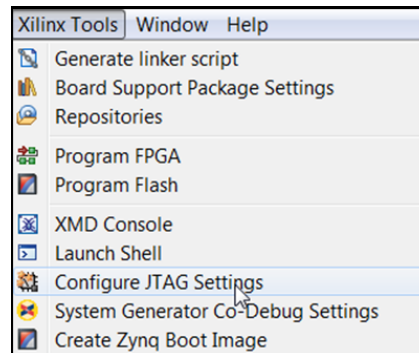 Xilinx Tools Window Help
Generate linker script
Board Support Package Settings
Repositories
Program FPGA
Program Flash
XMD Console
Launch Shell
Configure JTAG Settings
System Generator Co-Debug Settings
Create Zynq Boot Image